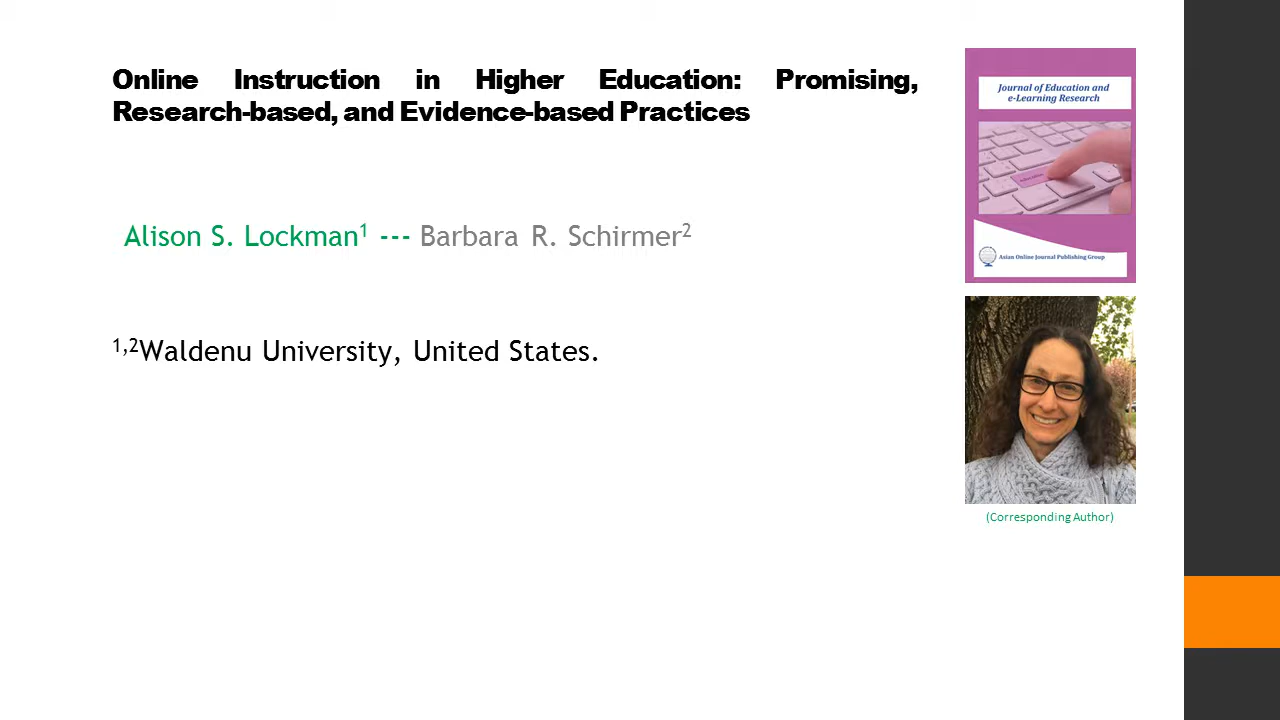 Online Instruction in Higher Education: Promising,
Research-based, and Evidence-based Practices
Alison S. Lockman¹ --- Barbara R. Schirmer²
¹,²Waldenu University, United States.
Journal of Education and
e-Learning Research
Asian Online Journal Publishing Group
(Corresponding Author)